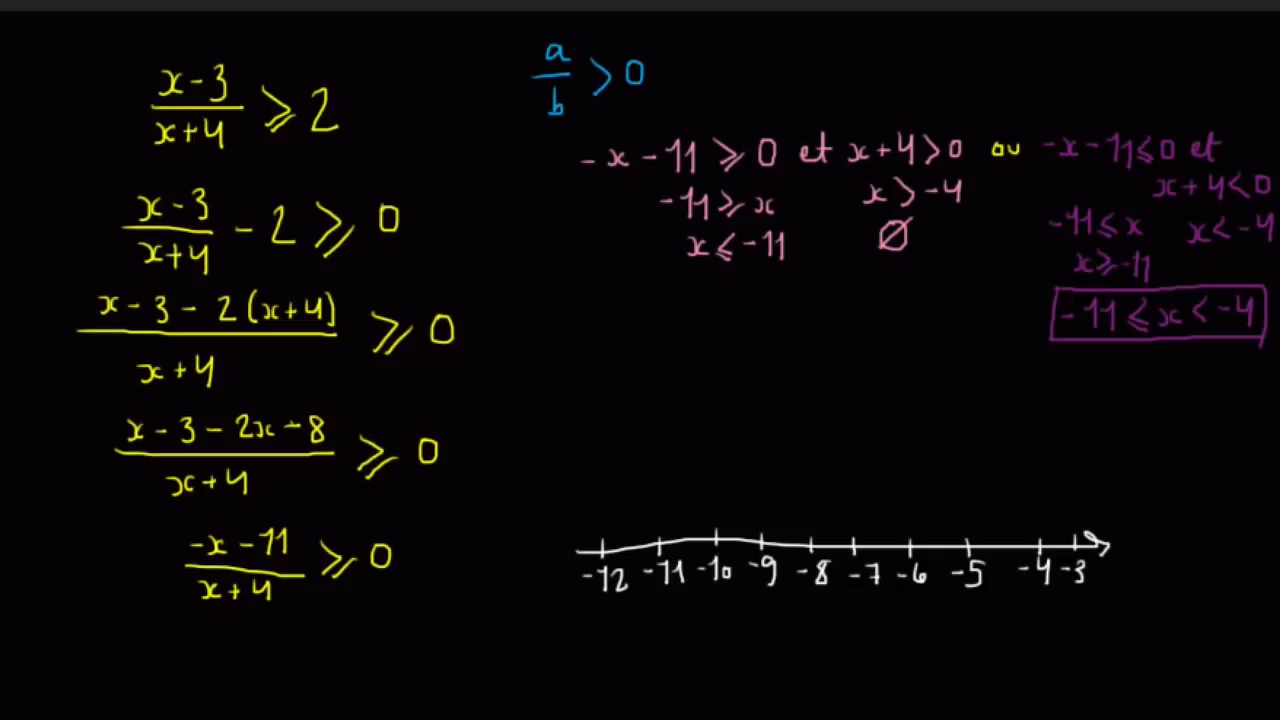 x-3/x+4 ⩾ 2
x-3/x+4 - 2 ⩾ 0
x-3-2(x+4)/x+4 ⩾ 0
x-3-2x-8/x+4 ⩾ 0
-x-11/x+4 ⩾ 0
a/b > 0
-x-11 ⩾ 0 et x+4>0 ou -x-11⩽0 et
x+4<0
-11⩾x x>-4
x⩽-11 ∅
-11⩽x x<-4
x⩾-11
-11⩽x<-4
-12 -11 -10 -9 -8 -7 -6 -5 -4 -3